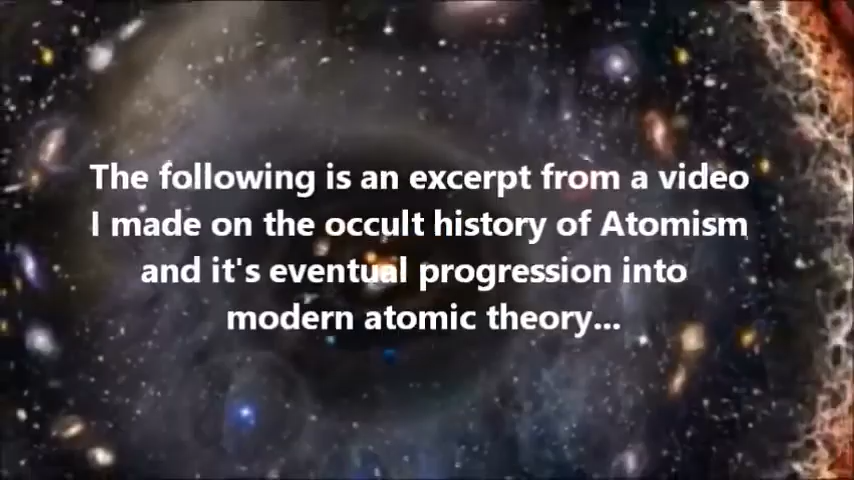 The following is an excerpt from a video
I made on the occult history of Atomism
and it's eventual progression into
modern atomic theory...